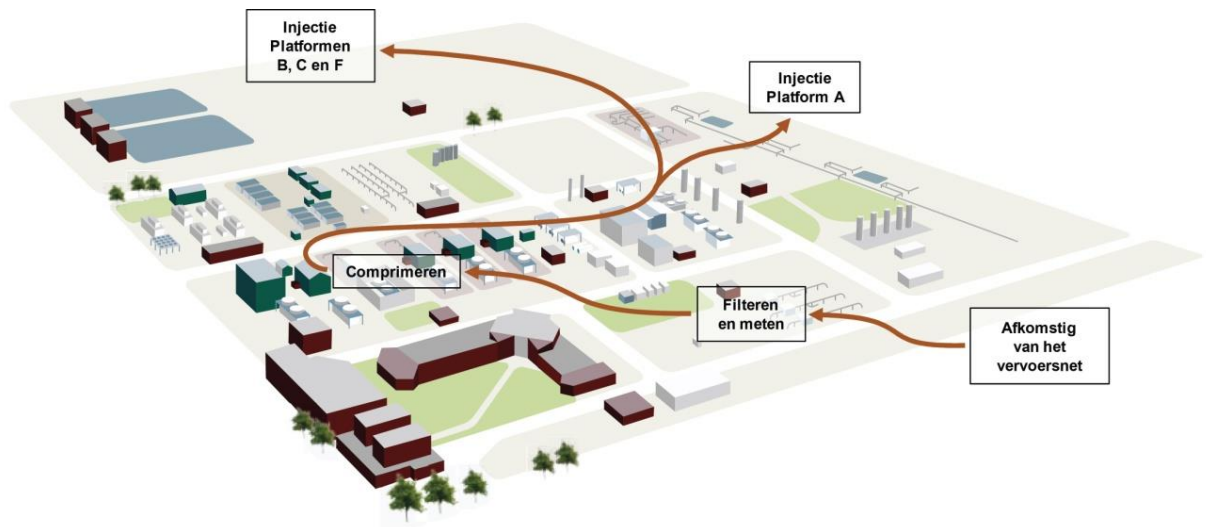 Injectie
Platformen
B, C en F
Injectie
Platform A
Comprimeren
Filteren
en meten
Afkomstig
van het
vervoersnet